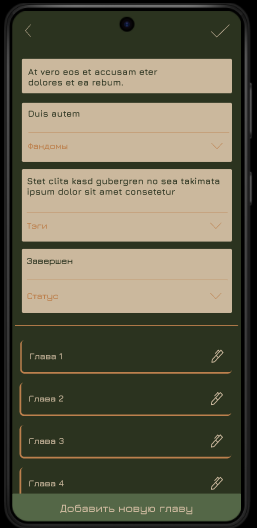 At vero eos et accusam eter
dolores et ea rebum.
Duis autem
Фандомы
Stet clita kasd gubergren no sea takimata
ipsum dolor sit amet consetetur
Тэги
Завершен
Статус
Глава 1
Глава 2
Глава 3
Глава 4
Добавить новую главу